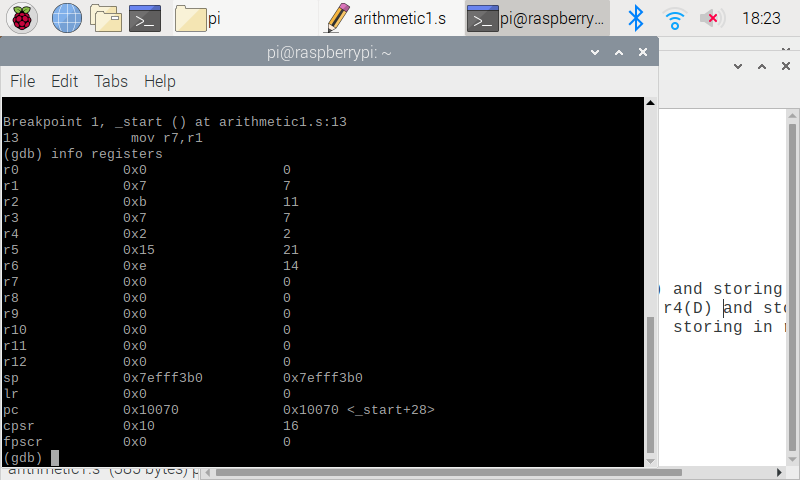 pi arithmetic1.s pi@raspberry... 18:23
pi@raspberrypi: ~
File Edit Tabs Help
Breakpoint 1, _start () at arithmetic1.s:13
13 mov r7,r1
(gdb) info registers
r0 0x0 0
r1 0x7 7
r2 0xb 11
r3 0x7 7
r4 0x2 2
r5 0x15 21
r6 0xe 14
r7 0x0 0
r8 0x0 0
r9 0x0 0
r10 0x0 0
r11 0x0 0
r12 0x0 0
sp 0x7efff3b0 0x7efff3b0
lr 0x0 0
pc 0x10070 0x10070 <_start+28>
cpsr 0x10 16
fpscr 0x0 0
(gdb)
) and storing
r4(D) and sto
storing in